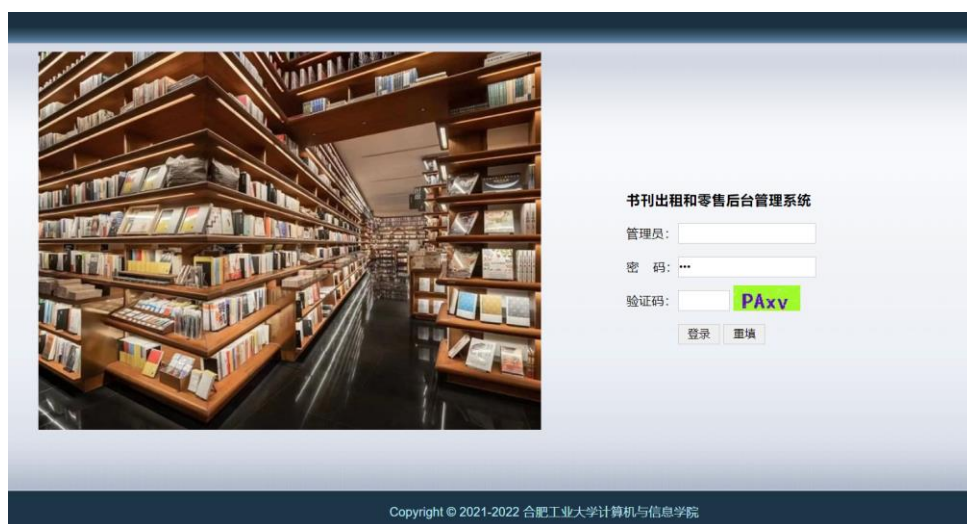 书刊出租和零售后台管理系统
管理员：
密 码： •••
验证码： PAxv
登录 重填
Copyright © 2021-2022 合肥工业大学计算机与信息学院